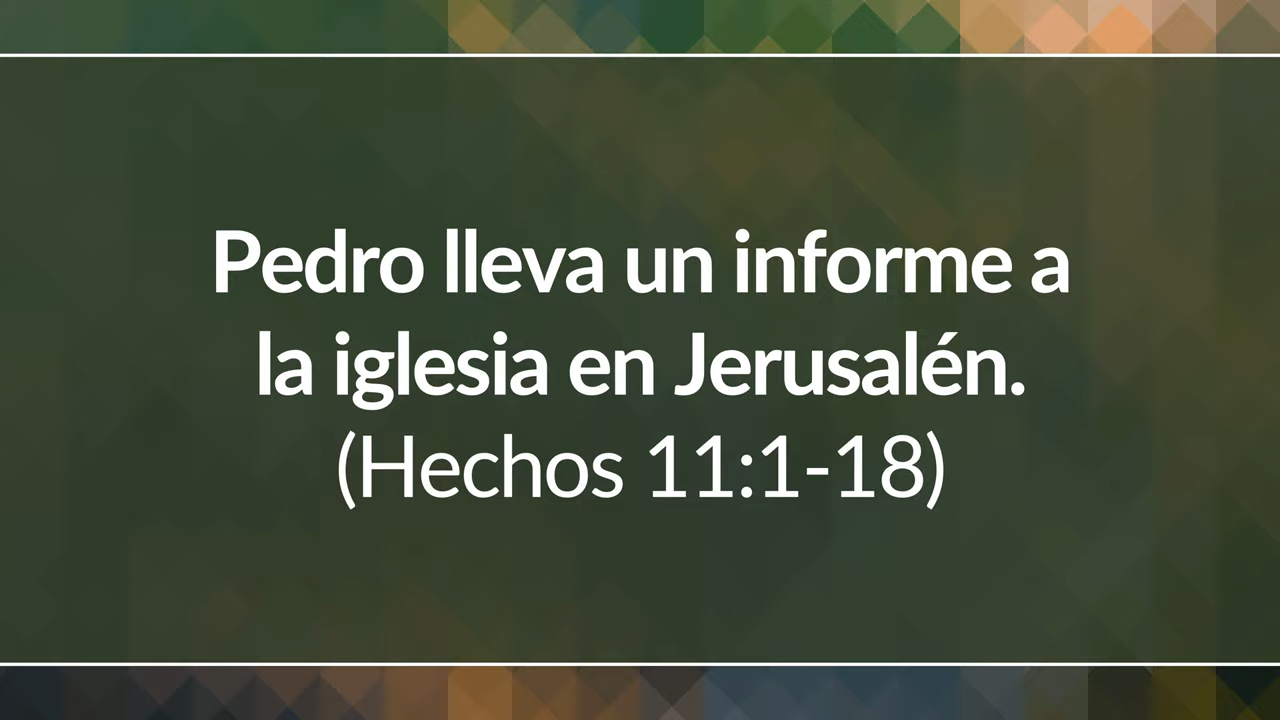 Pedro lleva un informe a
la iglesia en Jerusalén.
(Hechos 11:1-18)